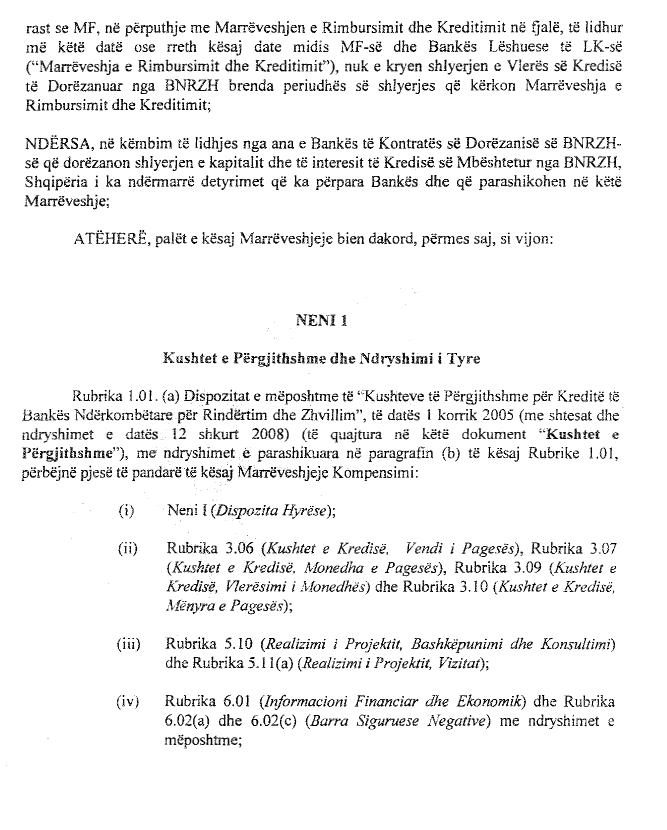 rast se MF, në përputhje me Marrëveshjen e Rimbursimit dhe Kreditimit në fjalë, të lidhur
më këtë datë ose rreth kësaj date midis MF-së dhe Bankës Lëshuese të LK-së
(“Marrëveshja e Rimbursimit dhe Kreditimit”), nuk e kryen shlyerjen e Vlerës së Kredisë
të Dorëzanuar nga BNRZH brenda periudhës së shlyerjes që kërkon Marrëveshja e
Rimbursimit dhe Kreditimit;
NDËRSA, në këmbim të lidhjes nga ana e Bankës të Kontratës së Dorëzanisë së BNRZH-
së që dorëzanon shlyerjen e kapitalit dhe të interesit të Kredisë së Mbështetur nga BNRZH,
Shqipëria i ka ndërmarrë detyrimet që ka përpara Bankës dhe që parashikohen në këtë
Marrëveshje;
ATËHERË, palët e kësaj Marrëveshjeje bien dakord, përmes saj, si vijon:
NENI 1
Kushtet e Përgjithshme dhe Ndryshimi i Tyre
Rubrika 1.01. (a) Dispozitat e mëposhtme të “Kushteve të Përgjithshme për Kreditë të
Bankës Ndërkombëtare për Rindërtim dhe Zhvillim”, të datës 1 korrik 2005 (me shtesat dhe
ndryshimet e datës 12 shkurt 2008) (të quajtura në këtë dokument “Kushtet e
Përgjithshme”), me ndryshimet e parashikuara në paragrafin (b) të kësaj Rubrike 1.01,
përbëjnë pjesë të pandarë të kësaj Marrëveshjeje Kompensimi:
(i) Neni I (Dispozita Hyrëse);
(ii) Rubrika 3.06 (Kushtet e Kredisë, Vendi i Pagesës), Rubrika 3.07
(Kushtet e Kredisë, Monedha e Pagesës), Rubrika 3.09 (Kushtet e
Kredisë, Vlerësimi i Monedhës) dhe Rubrika 3.10 (Kushtet e Kredisë,
Mënyra e Pagesës);
(iii) Rubrika 5.10 (Realizimi i Projektit, Bashkëpunimi dhe Konsultimi)
dhe Rubrika 5.11(a) (Realizimi i Projektit, Vizitat);
(iv) Rubrika 6.01 (Informacioni Financiar dhe Ekonomik) dhe Rubrika
6.02(a) dhe 6.02(c) (Barra Siguruese Negative) me ndryshimet e
mëposhtme;